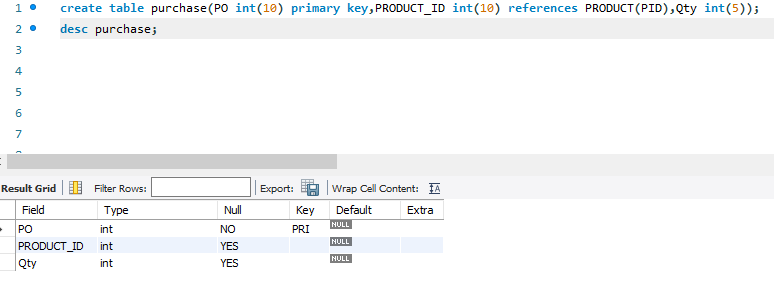 1 create table purchase(PO int(10) primary key,PRODUCT_ID int(10) references PRODUCT(PID),Qty int(5));
2 desc purchase;
3
4
5
6
7
Result Grid Filter Rows: Export: Wrap Cell Content: IA
Field Type Null Key Default Extra
PO int NO PRI NULL
PRODUCT_ID int YES NULL
Qty int YES NULL